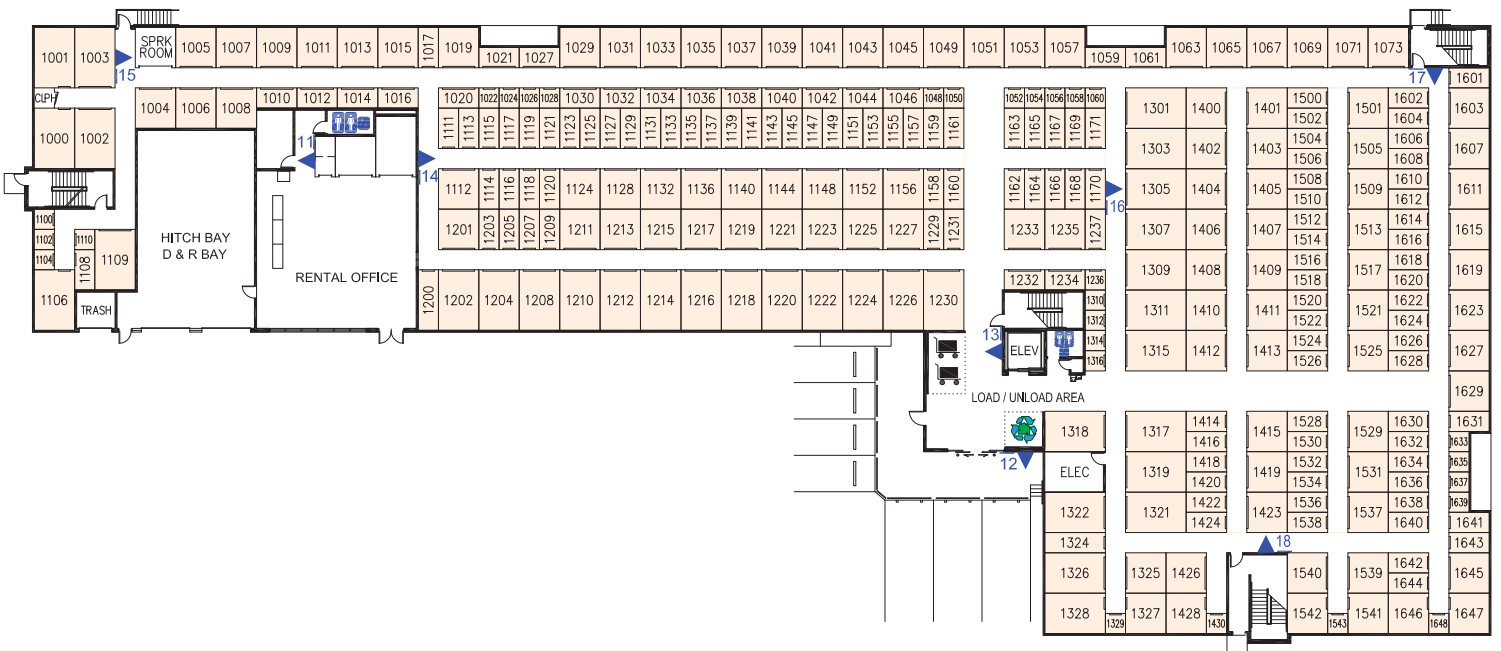 1001 1003 SPRK ROOM 1005 1007 1009 1011 1013 1015 1017 1019 1021 1027 1029 1031 1033 1035 1037 1039 1041 1043 1045 1049 1051 1053 1057 1059 1061 1063 1065 1067 1069 1071 1073
15 17 1601
CLPH 1004 1006 1008 1010 1012 1014 1016 1020 1022 1024 1026 1028 1030 1032 1034 1036 1038 1040 1042 1044 1046 1048 1050 1052 1054 1056 1058 1060 1301 1400 1401 1500 1501 1602 1603
1502 1604
1000 1002 1111 1113 1115 1117 1119 1121 1123 1125 1127 1129 1131 1133 1135 1137 1139 1141 1143 1145 1147 1149 1151 1153 1155 1157 1159 1161 1163 1165 1167 1169 1171
11 1303 1402 1403 1504 1505 1606 1607
1506 1608
14 16
1112 1114 1116 1118 1120 1124 1128 1132 1136 1140 1144 1148 1152 1156 1158 1160 1162 1164 1166 1168 1170 1305 1404 1405 1508 1509 1610 1611
1510 1612
1100
1102 1110
1104 1108 1109
HITCH BAY
D & R BAY
1201 1203 1205 1207 1209 1211 1213 1215 1217 1219 1221 1223 1225 1227 1229 1231 1233 1235 1237 1307 1406 1407 1512 1513 1614 1615
1514 1616
RENTAL OFFICE
1232 1234 1236 1309 1408 1409 1516 1517 1618 1619
1518 1620
1106 TRASH
1200 1202 1204 1208 1210 1212 1214 1216 1218 1220 1222 1224 1226 1230 1310 1311 1410 1411 1520 1521 1622 1623
1312 1522 1624
13 ELEV 1314 1315 1412 1413 1524 1525 1626 1627
1316 1526 1628
LOAD / UNLOAD AREA 1629
1318 1317 1414 1415 1528 1529 1630 1631
1416 1530 1632 1633
12 ELEC 1319 1418 1419 1532 1531 1634 1635
1420 1534 1636 1637
1322 1321 1422 1423 1536 1537 1638 1639
1424 1538 1640 1641
1324 18 1643
1326 1325 1426 1540 1539 1642 1645
1644
1328 1329 1327 1428 1430 1542 1543 1541 1646 1648 1647